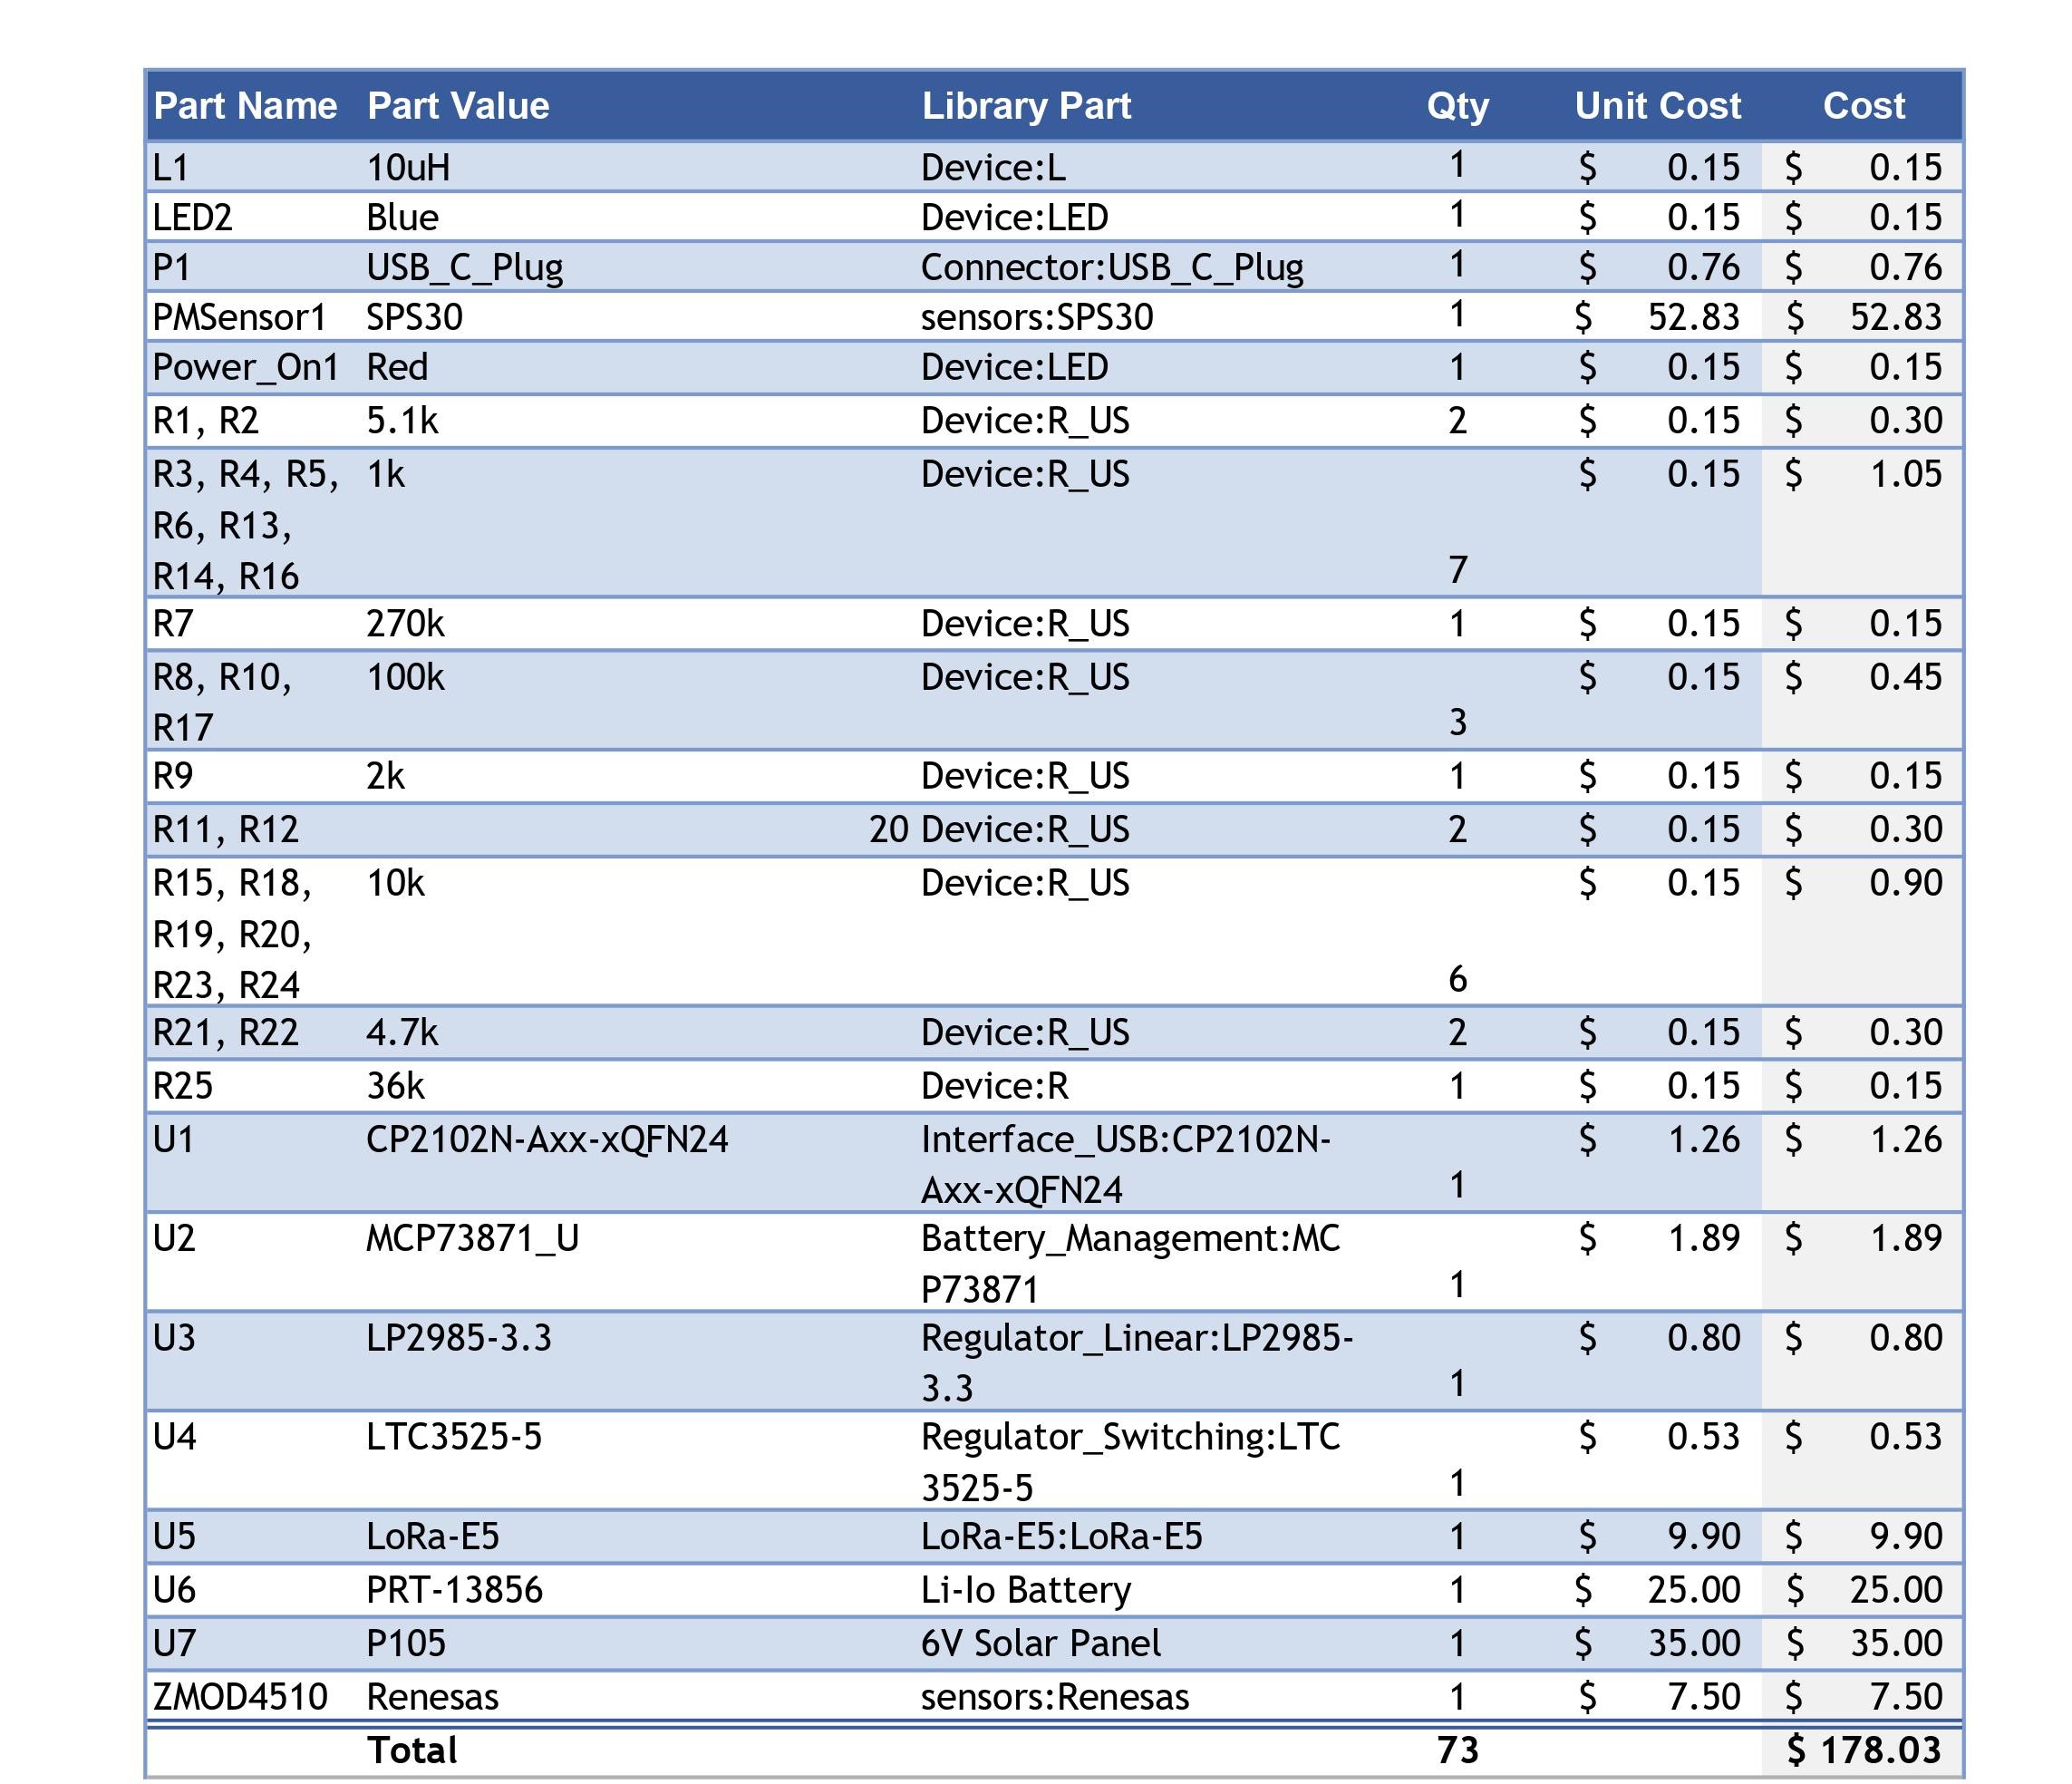 Part Name Part Value Library Part Qty Unit Cost Cost
L1 10uH Device:L 1 $ 0.15 $ 0.15
LED2 Blue Device:LED 1 $ 0.15 $ 0.15
P1 USB_C_Plug Connector:USB_C_Plug 1 $ 0.76 $ 0.76
PMSensor1 SPS30 sensors:SPS30 1 $ 52.83 $ 52.83
Power_On1 Red Device:LED 1 $ 0.15 $ 0.15
R1, R2 5.1k Device:R_US 2 $ 0.15 $ 0.30
R3, R4, R5, 1k Device:R_US $ 0.15 $ 1.05
R6, R13,
R14, R16 7
R7 270k Device:R_US 1 $ 0.15 $ 0.15
R8, R10, 100k Device:R_US $ 0.15 $ 0.45
R17 3
R9 2k Device:R_US 1 $ 0.15 $ 0.15
R11, R12 20 Device:R_US 2 $ 0.15 $ 0.30
R15, R18, 10k Device:R_US $ 0.15 $ 0.90
R19, R20,
R23, R24 6
R21, R22 4.7k Device:R_US 2 $ 0.15 $ 0.30
R25 36k Device:R 1 $ 0.15 $ 0.15
U1 CP2102N-Axx-xQFN24 Interface_USB:CP2102N- $ 1.26 $ 1.26
Axx-xQFN24 1
U2 MCP73871_U Battery_Management:MC $ 1.89 $ 1.89
P73871 1
U3 LP2985-3.3 Regulator_Linear:LP2985- $ 0.80 $ 0.80
3.3 1
U4 LTC3525-5 Regulator_Switching:LTC $ 0.53 $ 0.53
3525-5 1
U5 LoRa-E5 LoRa-E5:LoRa-E5 1 $ 9.90 $ 9.90
U6 PRT-13856 Li-Io Battery 1 $ 25.00 $ 25.00
U7 P105 6V Solar Panel 1 $ 35.00 $ 35.00
ZMOD4510 Renesas sensors:Renesas 1 $ 7.50 $ 7.50
Total 73 $ 178.03